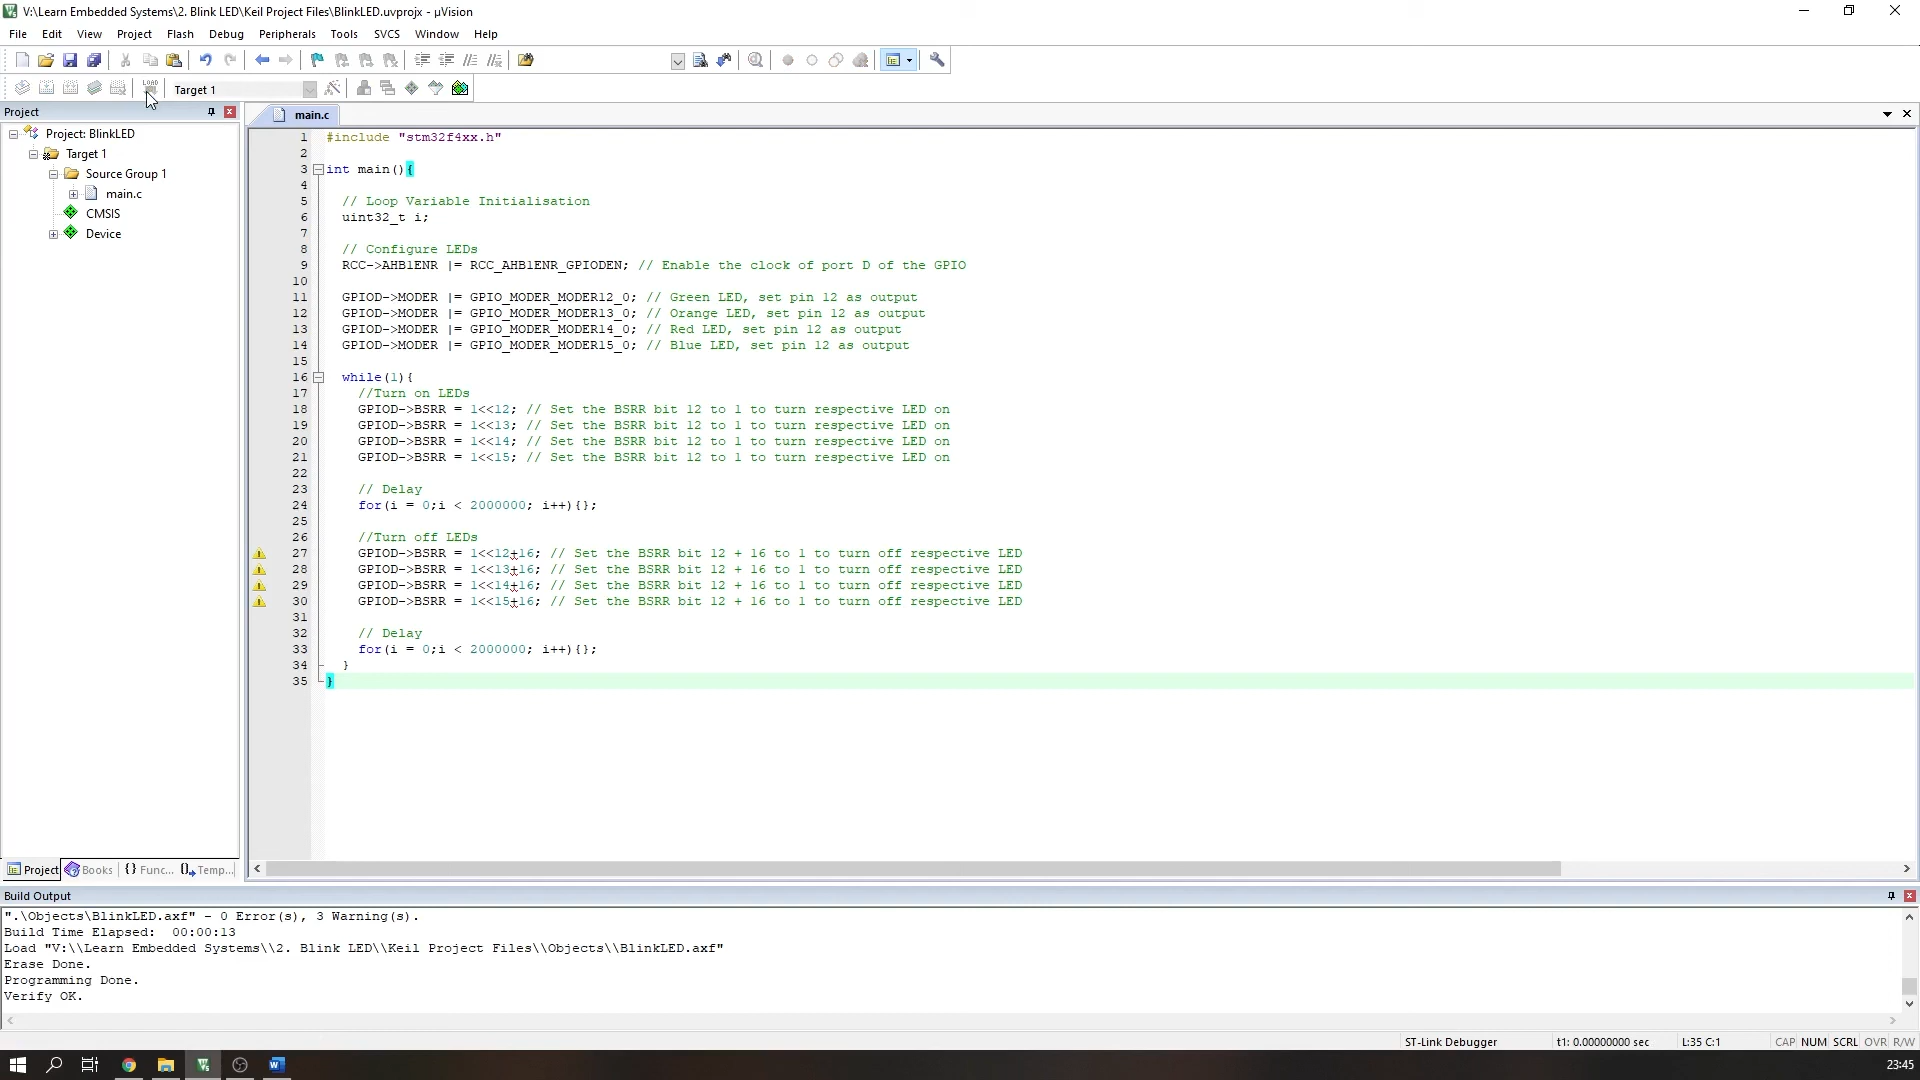 V:\Learn Embedded Systems\2. Blink LED\Keil Project Files\BlinkLED.uvprojx - µVision
File Edit View Project Flash Debug Peripherals Tools SVCS Window Help
LOAD
Target 1
Project
main.c
Project: BlinkLED
Target 1
Source Group 1
main.c
CMSIS
Device
1 #include "stm32f4xx.h"
2
3 int main(){
4
5 // Loop Variable Initialisation
6 uint32_t i;
7
8 // Configure LEDs
9 RCC->AHB1ENR |= RCC_AHB1ENR_GPIODEN; // Enable the clock of port D of the GPIO
10
11 GPIOD->MODER |= GPIO_MODER_MODER12_0; // Green LED, set pin 12 as output
12 GPIOD->MODER |= GPIO_MODER_MODER13_0; // Orange LED, set pin 12 as output
13 GPIOD->MODER |= GPIO_MODER_MODER14_0; // Red LED, set pin 12 as output
14 GPIOD->MODER |= GPIO_MODER_MODER15_0; // Blue LED, set pin 12 as output
15
16 while(1){
17 //Turn on LEDs
18 GPIOD->BSRR = 1<<12; // Set the BSRR bit 12 to 1 to turn respective LED on
19 GPIOD->BSRR = 1<<13; // Set the BSRR bit 12 to 1 to turn respective LED on
20 GPIOD->BSRR = 1<<14; // Set the BSRR bit 12 to 1 to turn respective LED on
21 GPIOD->BSRR = 1<<15; // Set the BSRR bit 12 to 1 to turn respective LED on
22
23 // Delay
24 for(i = 0;i < 2000000; i++){};
25
26 //Turn off LEDs
27 GPIOD->BSRR = 1<<12+16; // Set the BSRR bit 12 + 16 to 1 to turn off respective LED
28 GPIOD->BSRR = 1<<13+16; // Set the BSRR bit 12 + 16 to 1 to turn off respective LED
29 GPIOD->BSRR = 1<<14+16; // Set the BSRR bit 12 + 16 to 1 to turn off respective LED
30 GPIOD->BSRR = 1<<15+16; // Set the BSRR bit 12 + 16 to 1 to turn off respective LED
31
32 // Delay
33 for(i = 0;i < 2000000; i++){};
34 }
35 }
Project Books {} Func... Temp...
Build Output
".\Objects\BlinkLED.axf" - 0 Error(s), 3 Warning(s).
Build Time Elapsed: 00:00:13
Load "V:\\Learn Embedded Systems\\2. Blink LED\\Keil Project Files\\Objects\\BlinkLED.axf"
Erase Done.
Programming Done.
Verify OK.
ST-Link Debugger t1: 0.00000000 sec L:35 C:1 CAP NUM SCRL OVR R/W
23:45